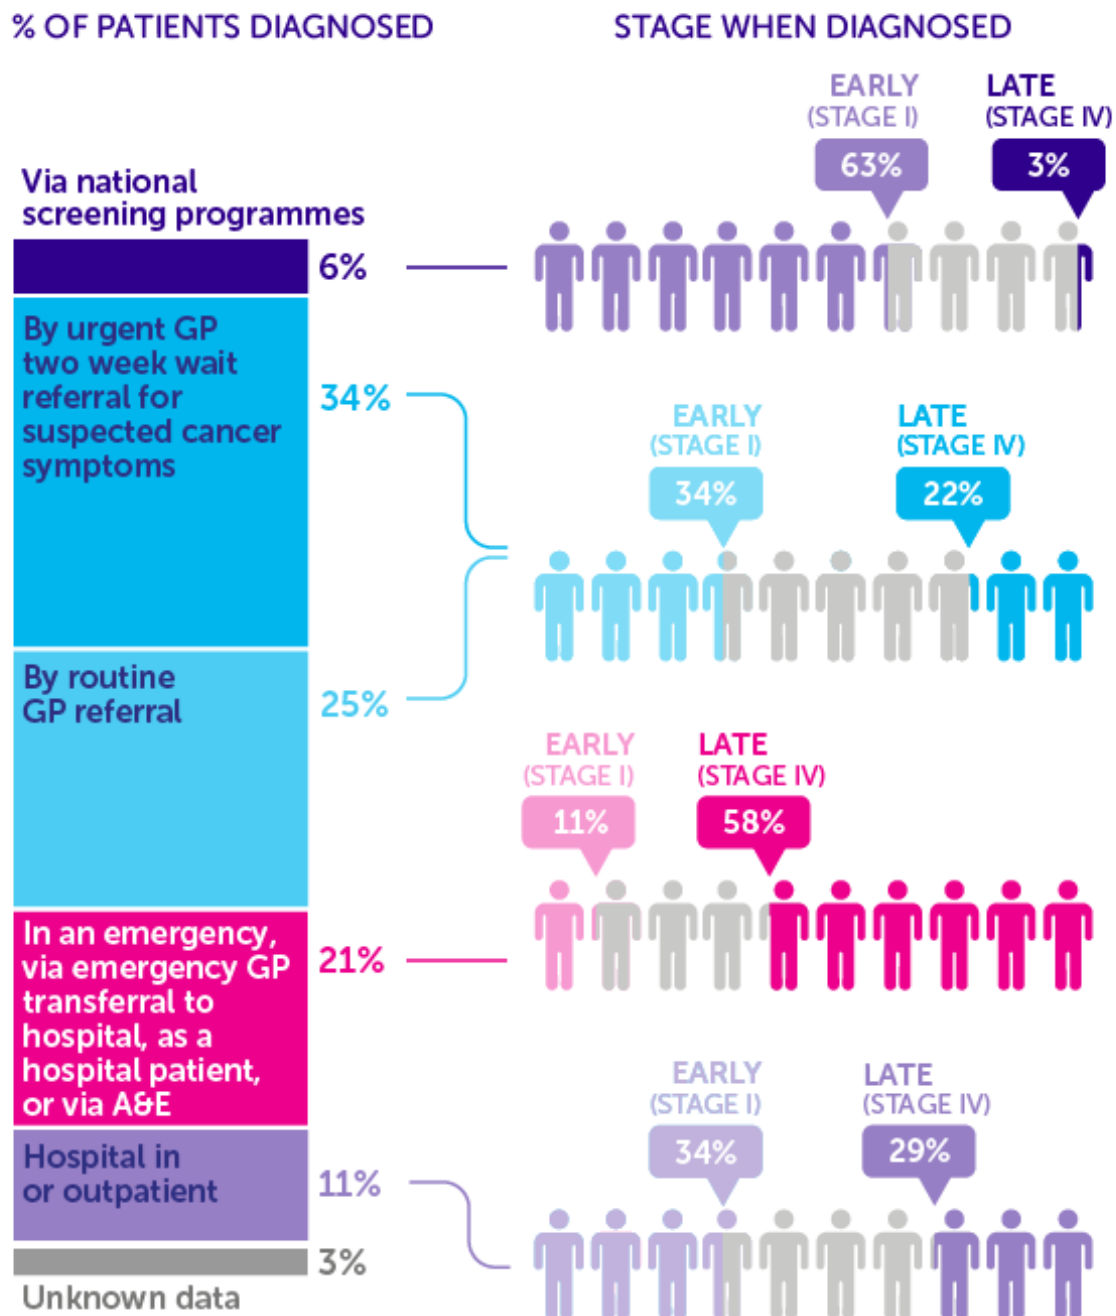 % OF PATIENTS DIAGNOSED
STAGE WHEN DIAGNOSED
EARLY
(STAGE I)
63%
LATE
(STAGE IV)
3%
Via national
screening programmes
6%
By urgent GP
two week wait
referral for
suspected cancer
symptoms
34%
EARLY
(STAGE I)
34%
LATE
(STAGE IV)
22%
By routine
GP referral
25%
EARLY
(STAGE I)
11%
LATE
(STAGE IV)
58%
In an emergency,
via emergency GP
transferral to
hospital, as a
hospital patient,
or via A&E
21%
EARLY
(STAGE I)
34%
LATE
(STAGE IV)
29%
Hospital in
or outpatient
11%
3%
Unknown data